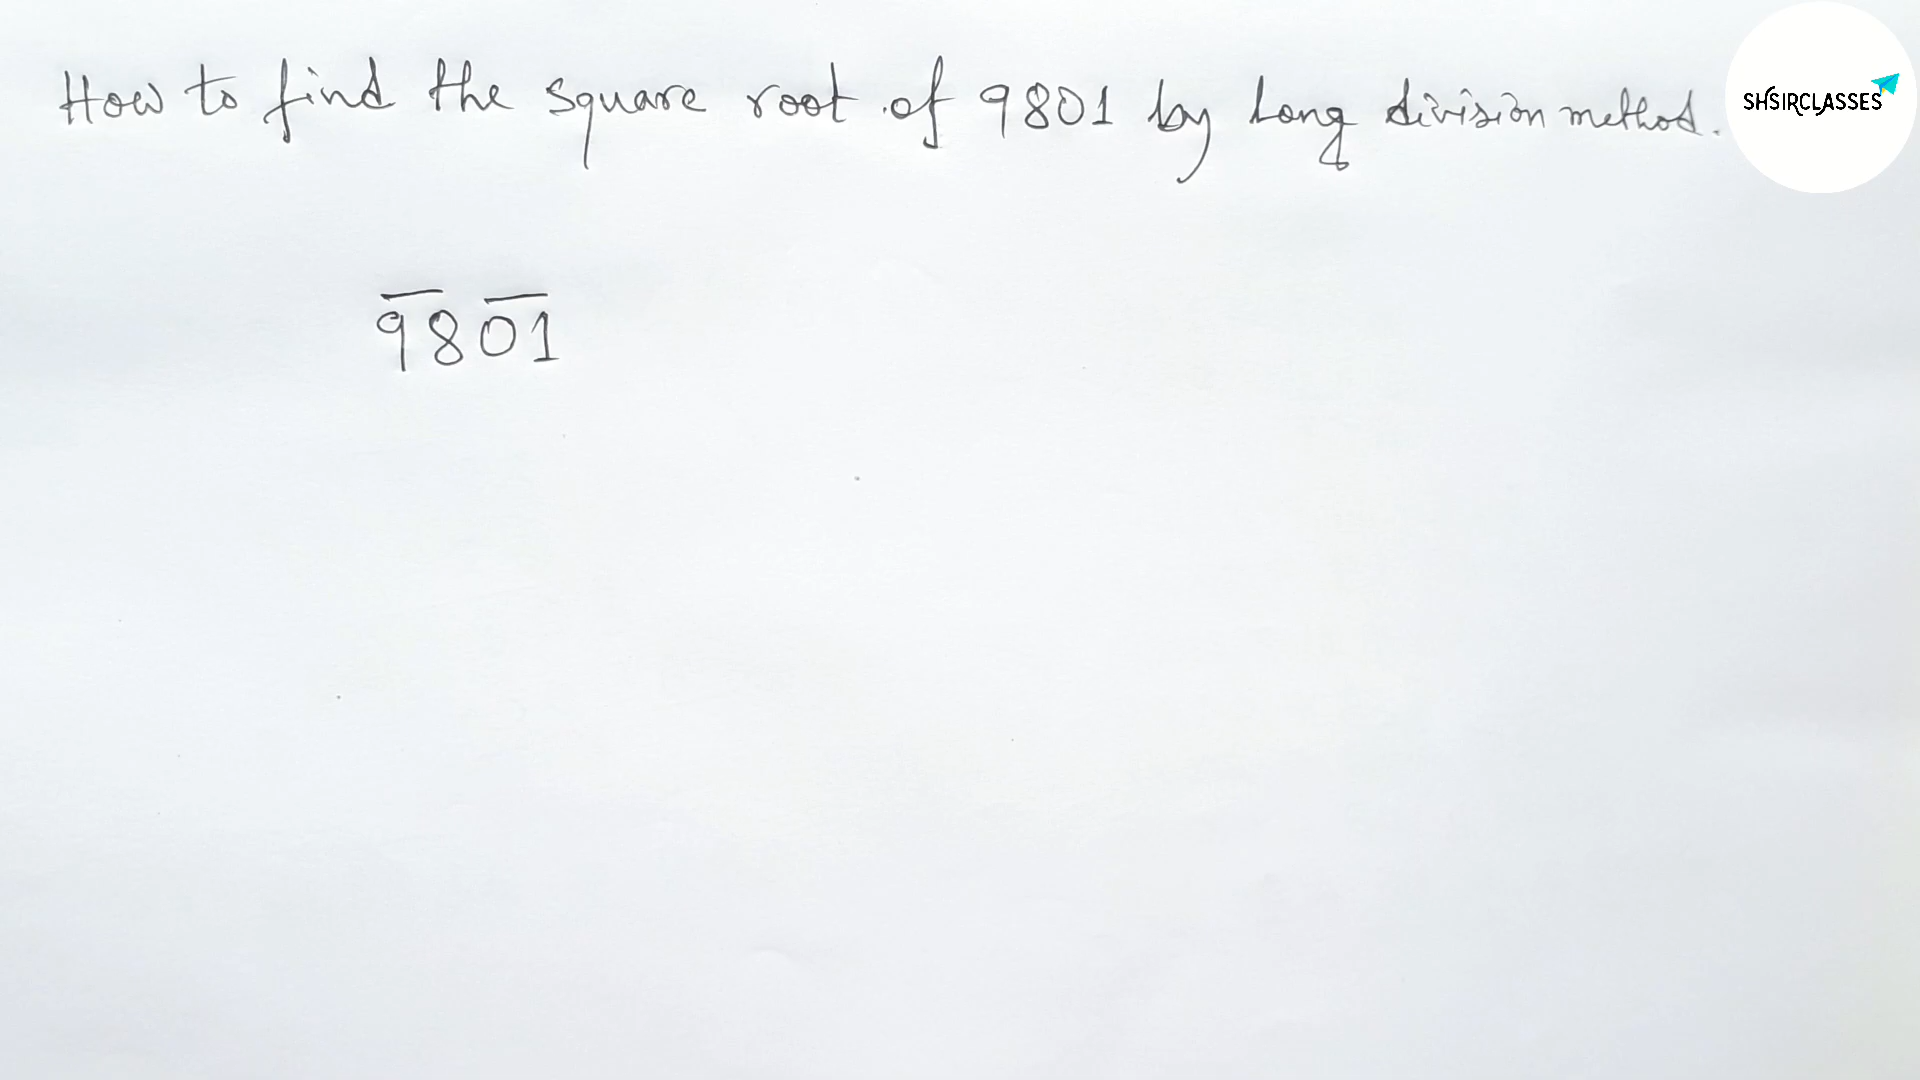 How to find the square root of 9801 by long division method.
SHSIRCLASSES
9801